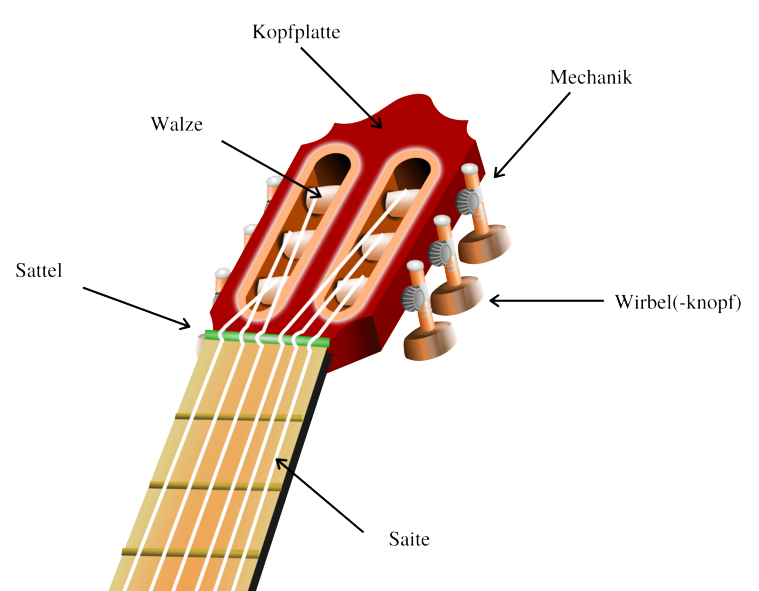 Kopfplatte
Mechanik
Walze
Sattel
Wirbel(-knopf)
Saite